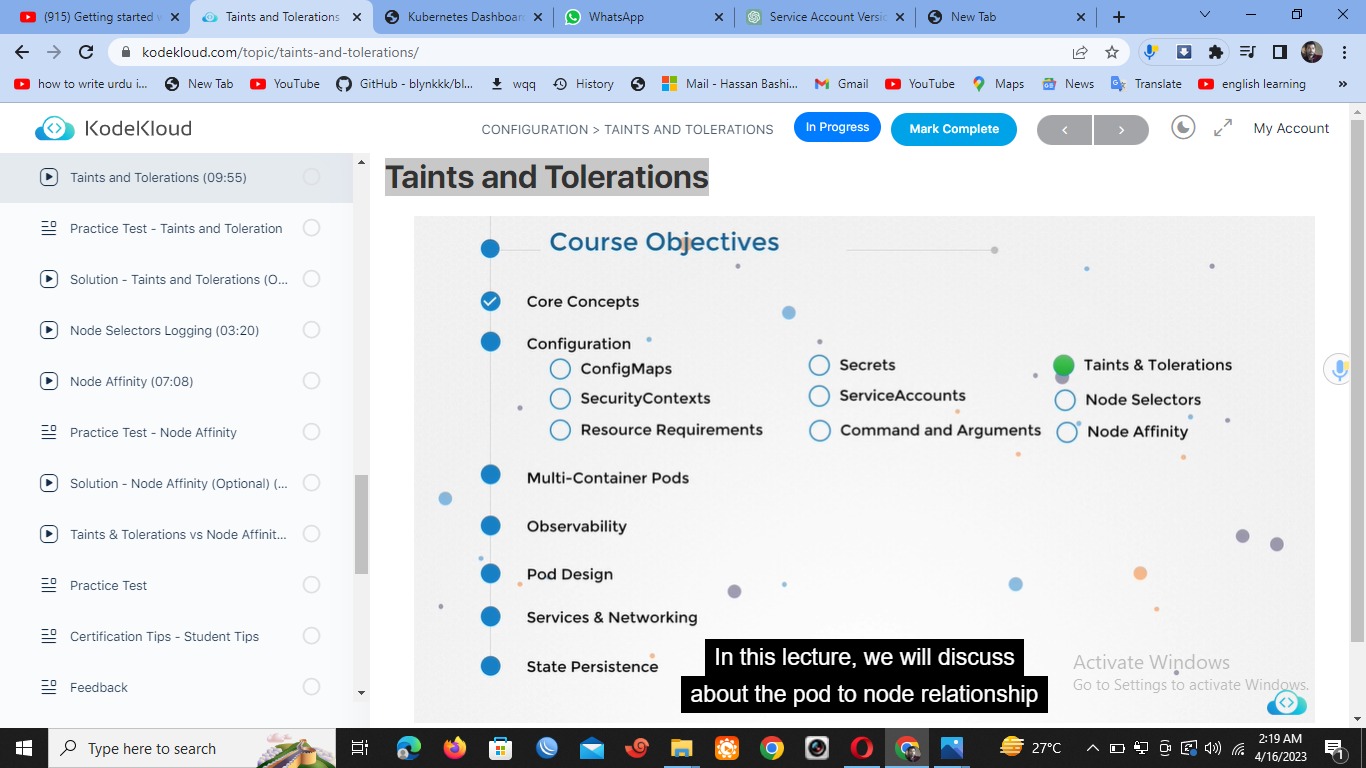 (915) Getting started w
Taints and Tolerations
Kubernetes Dashboar
WhatsApp
Service Account Versio
New Tab
kodekloud.com/topic/taints-and-tolerations/
how to write urdu i...
New Tab
YouTube
GitHub - blynkkk/bl...
wqq
History
Mail - Hassan Bashi...
Gmail
YouTube
Maps
News
Translate
english learning
»
KodeKloud
CONFIGURATION > TAINTS AND TOLERATIONS
In Progress
Mark Complete
<
>
My Account
Taints and Tolerations (09:55)
Practice Test - Taints and Toleration
Solution - Taints and Tolerations (O...
Node Selectors Logging (03:20)
Node Affinity (07:08)
Practice Test - Node Affinity
Solution - Node Affinity (Optional) (...
Taints & Tolerations vs Node Affinit...
Practice Test
Certification Tips - Student Tips
Feedback
Taints and Tolerations
Course Objectives
Core Concepts
Configuration
ConfigMaps
Secrets
Taints & Tolerations
SecurityContexts
ServiceAccounts
Node Selectors
Resource Requirements
Command and Arguments
Node Affinity
Multi-Container Pods
Observability
Pod Design
Services & Networking
State Persistence
In this lecture, we will discuss
about the pod to node relationship
Activate Windows
Go to Settings to activate Windows.
Type here to search
27°C
2:19 AM
4/16/2023
1